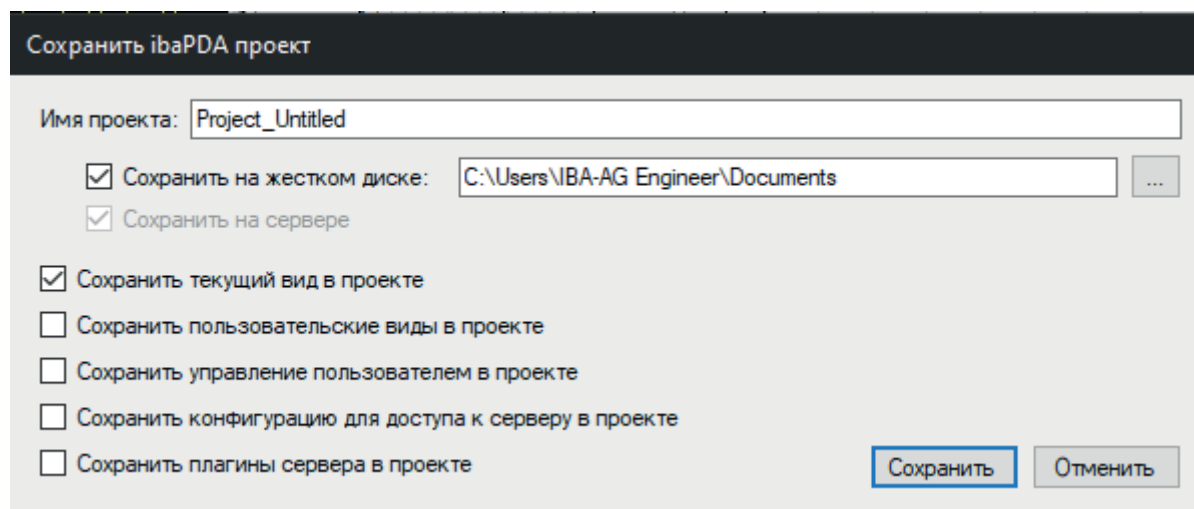 Сохранить ibaPDA проект
Имя проекта: Project_Untitled
Сохранить на жестком диске: C:\Users\IBA-AG Engineer\Documents ...
Сохранить на сервере
Сохранить текущий вид в проекте
Сохранить пользовательские виды в проекте
Сохранить управление пользователем в проекте
Сохранить конфигурацию для доступа к серверу в проекте
Сохранить плагины сервера в проекте
Сохранить Отменить